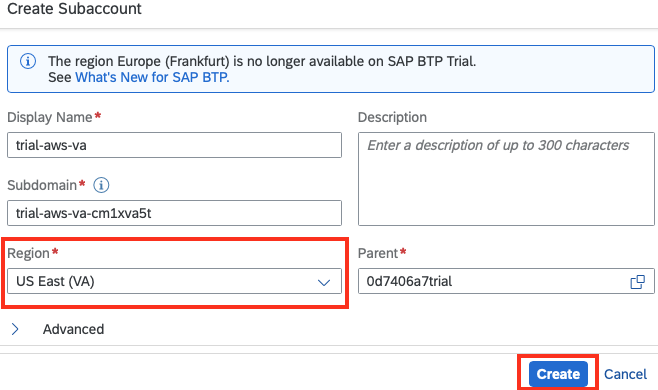 Create Subaccount
The region Europe (Frankfurt) is no longer available on SAP BTP Trial.
See What's New for SAP BTP.
Display Name*
trial-aws-va
Description
Enter a description of up to 300 characters
Subdomain*
trial-aws-va-cm1xva5t
Region*
US East (VA)
Parent*
0d7406a7trial
Advanced
Create
Cancel